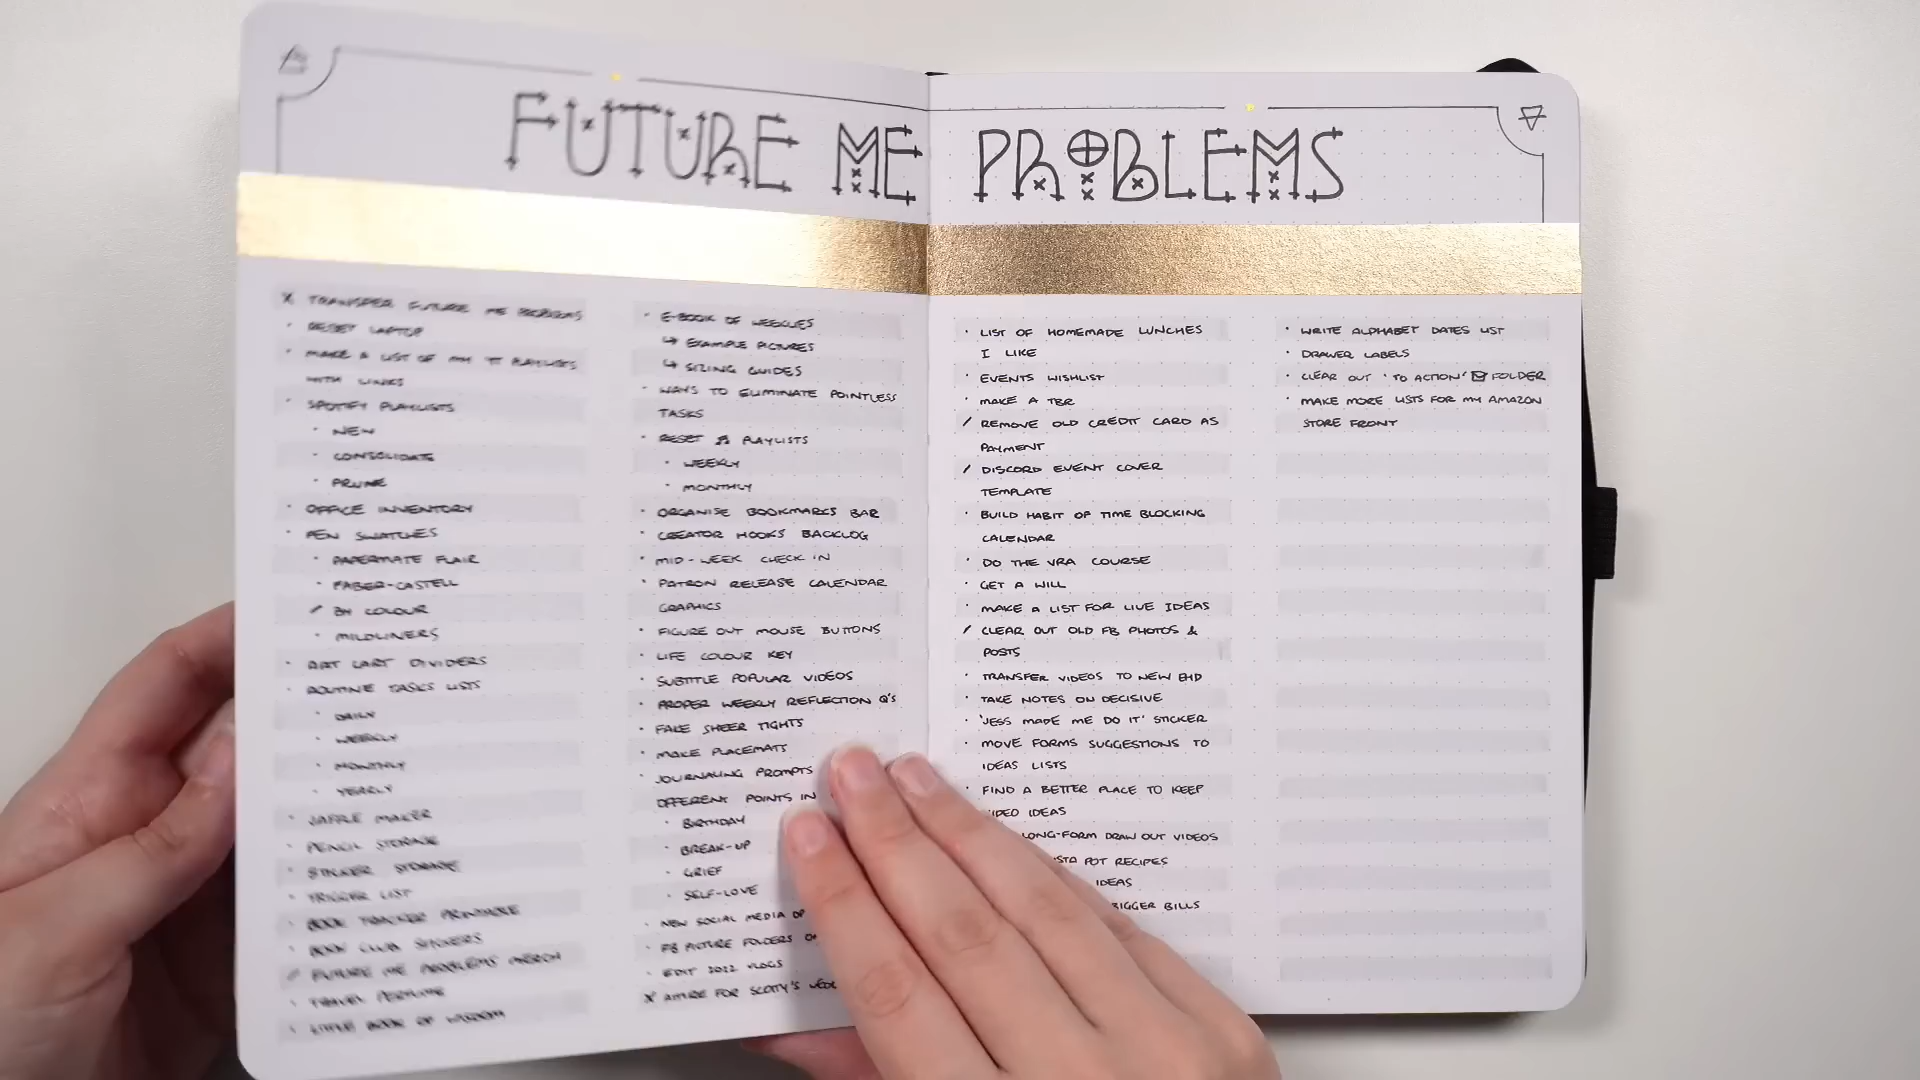 FUTURE ME PROBLEMS
X TRANSFER FUTURE ME PROBLEMS
· RESET LAPTOP
· MAKE A LIST OF MY YT PLAYLISTS
WITH LINKS
· SPOTIFY PLAYLISTS
· NEW
· CONSOLIDATE
· PRUNE
· OFFICE INVENTORY
· PEN SWATCHES
· PAPERMATE FLAIR
· FABER-CASTELL
/ BY COLOUR
· MILDLINERS
· ART CART DIVIDERS
· ROUTINE TASKS LISTS
· DAILY
· WEEKLY
· MONTHLY
· YEARLY
· JAFFLE MAKER
· PENCIL STORAGE
· STICKER STORAGE
· TRIGGER LIST
· BOOK TRACKER PRINTABLE
· BOOK CLUB STICKERS
/ FUTURE ME PROBLEMS MERCH
· TRAVEL PERFUME
· LITTLE BOOK OF WISDOM
· E-BOOK OF WEEKLIES
↳ EXAMPLE PICTURES
↳ SIZING GUIDES
· WAYS TO ELIMINATE POINTLESS
TASKS
· RESET PLAYLISTS
· WEEKLY
· MONTHLY
· ORGANISE BOOKMARKS BAR
· CREATOR HOOKS BACKLOG
· MID-WEEK CHECK IN
· PATRON RELEASE CALENDAR
GRAPHICS
· FIGURE OUT MOUSE BUTTONS
· LIFE COLOUR KEY
· SUBTITLE POPULAR VIDEOS
· PROPER WEEKLY REFLECTION Q'S
· FAKE SHEER TIGHTS
· MAKE PLACEMATS
· JOURNALING PROMPTS
DIFFERENT POINTS IN
· BIRTHDAY
· BREAK-UP
· GRIEF
· SELF-LOVE
· NEW SOCIAL MEDIA
· FB PICTURE FOLDERS
· EDIT 2022 VLOGS
X ATTIRE FOR SCOTTY'S
· LIST OF HOMEMADE LUNCHES
I LIKE
· EVENTS WISHLIST
· MAKE A TBR
/ REMOVE OLD CREDIT CARD AS
PAYMENT
/ DISCORD EVENT COVER
TEMPLATE
· BUILD HABIT OF TIME BLOCKING
CALENDAR
· DO THE VRA COURSE
· GET A WILL
· MAKE A LIST FOR LIVE IDEAS
/ CLEAR OUT OLD FB PHOTOS &
POSTS
· TRANSFER VIDEOS TO NEW EHD
· TAKE NOTES ON DECISIVE
· 'JESS MADE ME DO IT' STICKER
· MOVE FORMS SUGGESTIONS TO
IDEAS LISTS
· FIND A BETTER PLACE TO KEEP
VIDEO IDEAS
LONG-FORM DRAW OUT VIDEOS
POT RECIPES
IDEAS
BIGGER BILLS
· WRITE ALPHABET DATES LIST
· DRAWER LABELS
· CLEAR OUT 'TO ACTION' FOLDER
· MAKE MORE LISTS FOR MY AMAZON
STORE FRONT